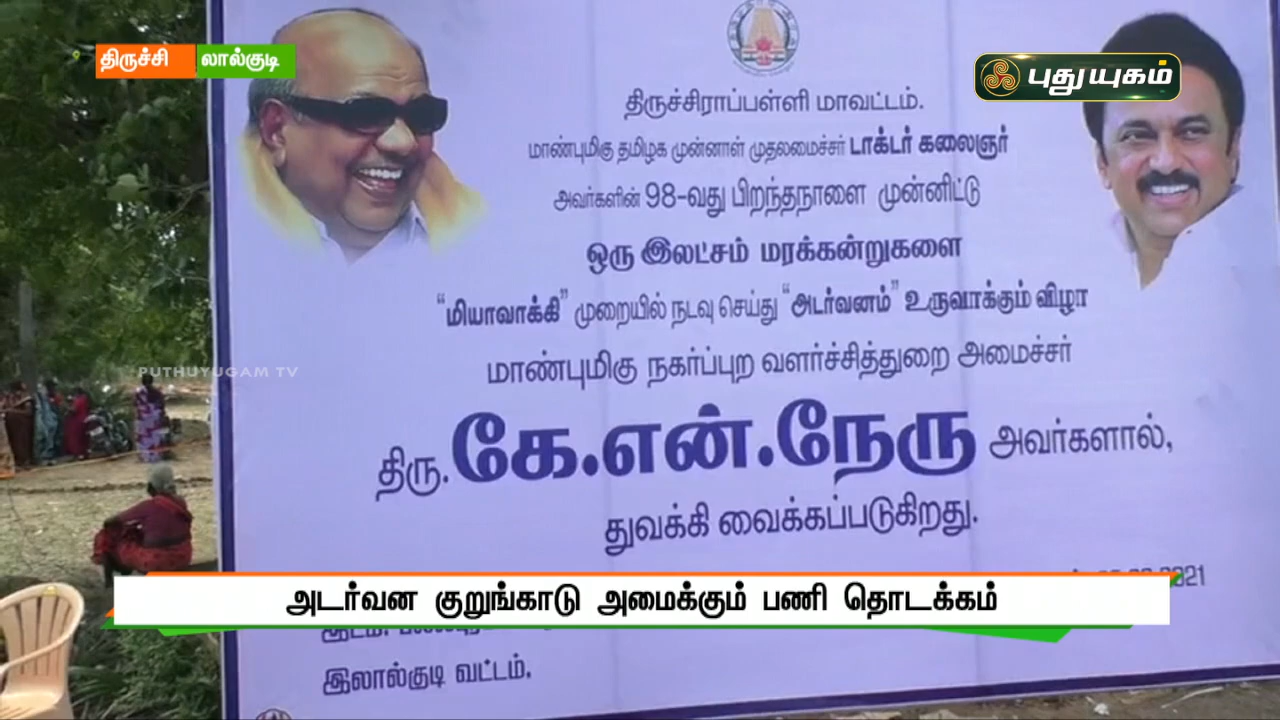 திருச்சி லால்குடி
புதுயுகம்
திருச்சிராப்பள்ளி மாவட்டம்.
மாண்புமிகு தமிழக முன்னாள் முதலமைச்சர் டாக்டர் கலைஞர்
அவர்களின் 98-வது பிறந்தநாளை முன்னிட்டு
ஒரு இலட்சம் மரக்கன்றுகளை
“மியாவாக்கி” முறையில் நடவு செய்து “அடர்வனம்” உருவாக்கும் விழா
மாண்புமிகு நகர்ப்புற வளர்ச்சித்துறை அமைச்சர்
PUTHUYUGAM TV
திரு. கே.என்.நேரு அவர்களால்,
துவக்கி வைக்கப்படுகிறது.
அடர்வன குறுங்காடு அமைக்கும் பணி தொடக்கம்
இலால்குடி வட்டம்.